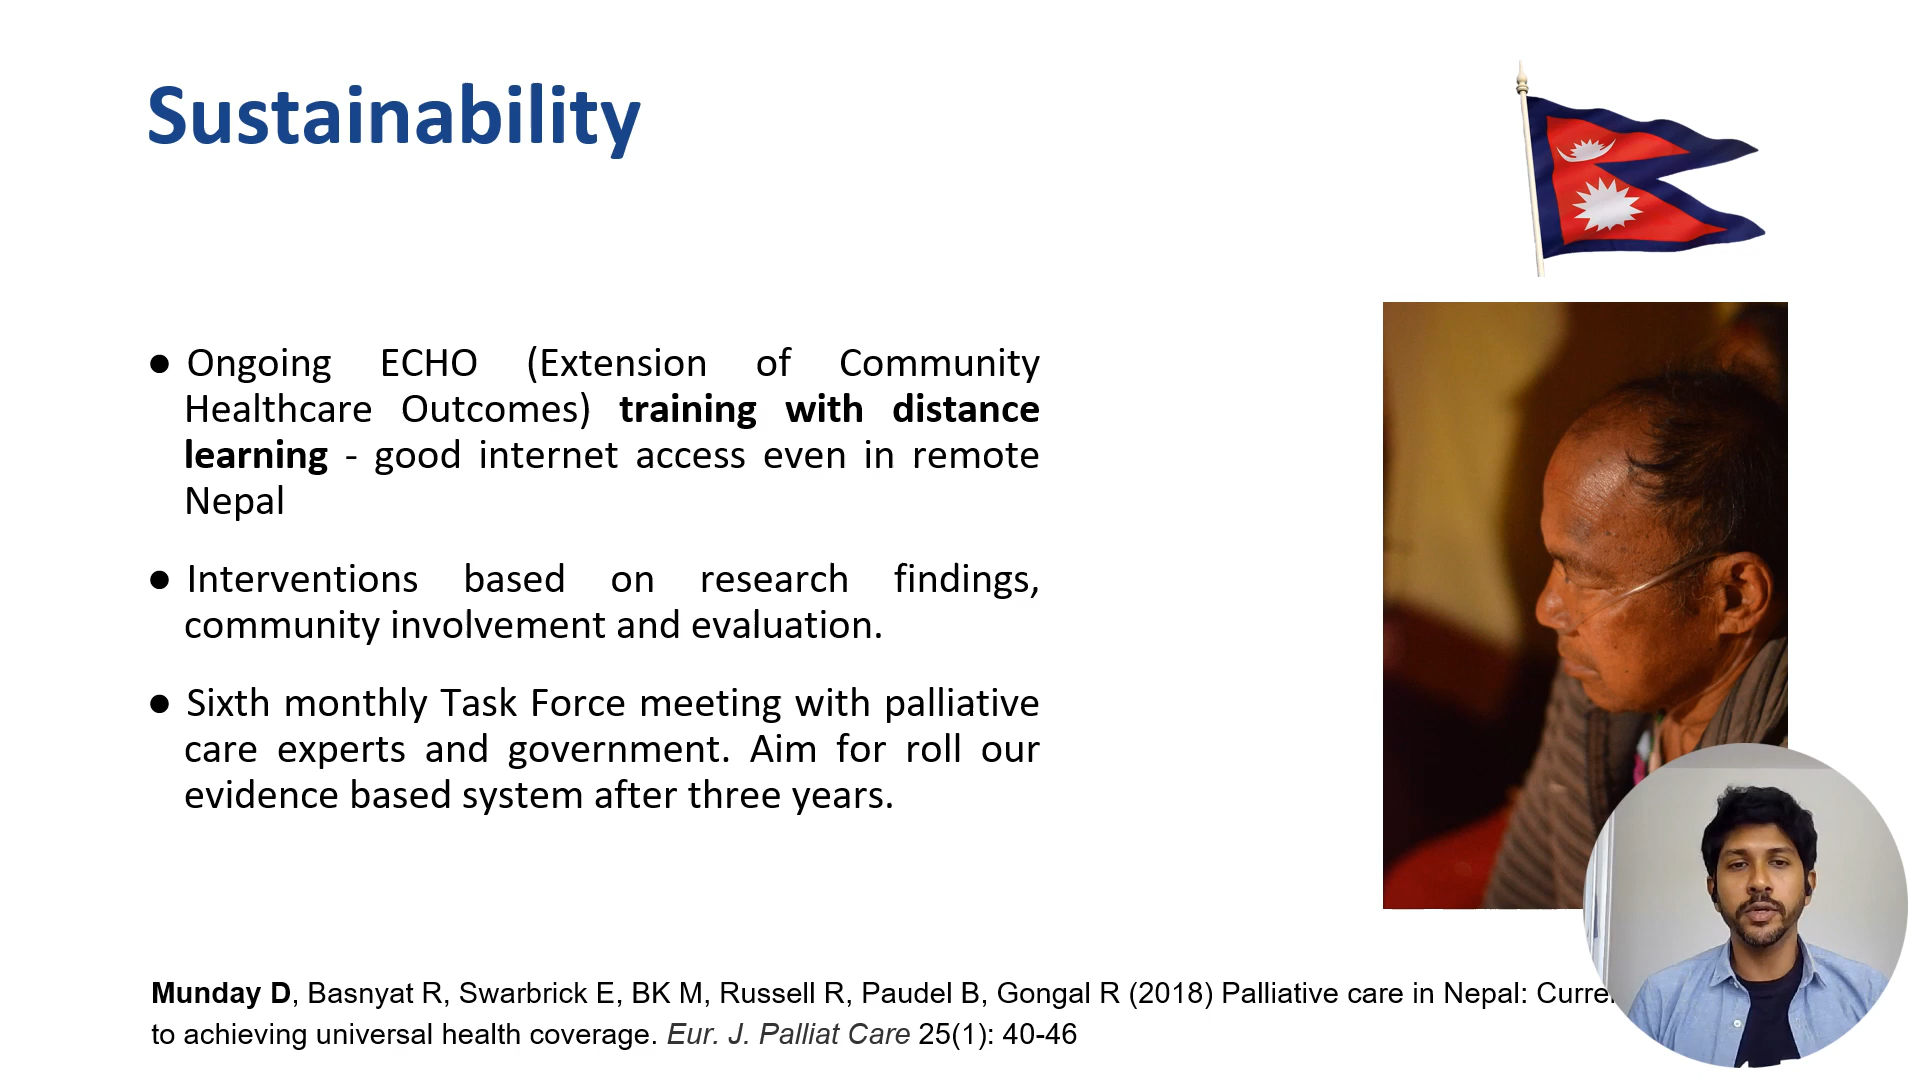 Sustainability
● Ongoing ECHO (Extension of Community
Healthcare Outcomes) training with distance
learning - good internet access even in remote
Nepal
● Interventions based on research findings,
community involvement and evaluation.
● Sixth monthly Task Force meeting with palliative
care experts and government. Aim for roll our
evidence based system after three years.
Munday D, Basnyat R, Swarbrick E, BK M, Russell R, Paudel B, Gongal R (2018) Palliative care in Nepal:
to achieving universal health coverage. Eur. J. Palliat Care 25(1): 40-46